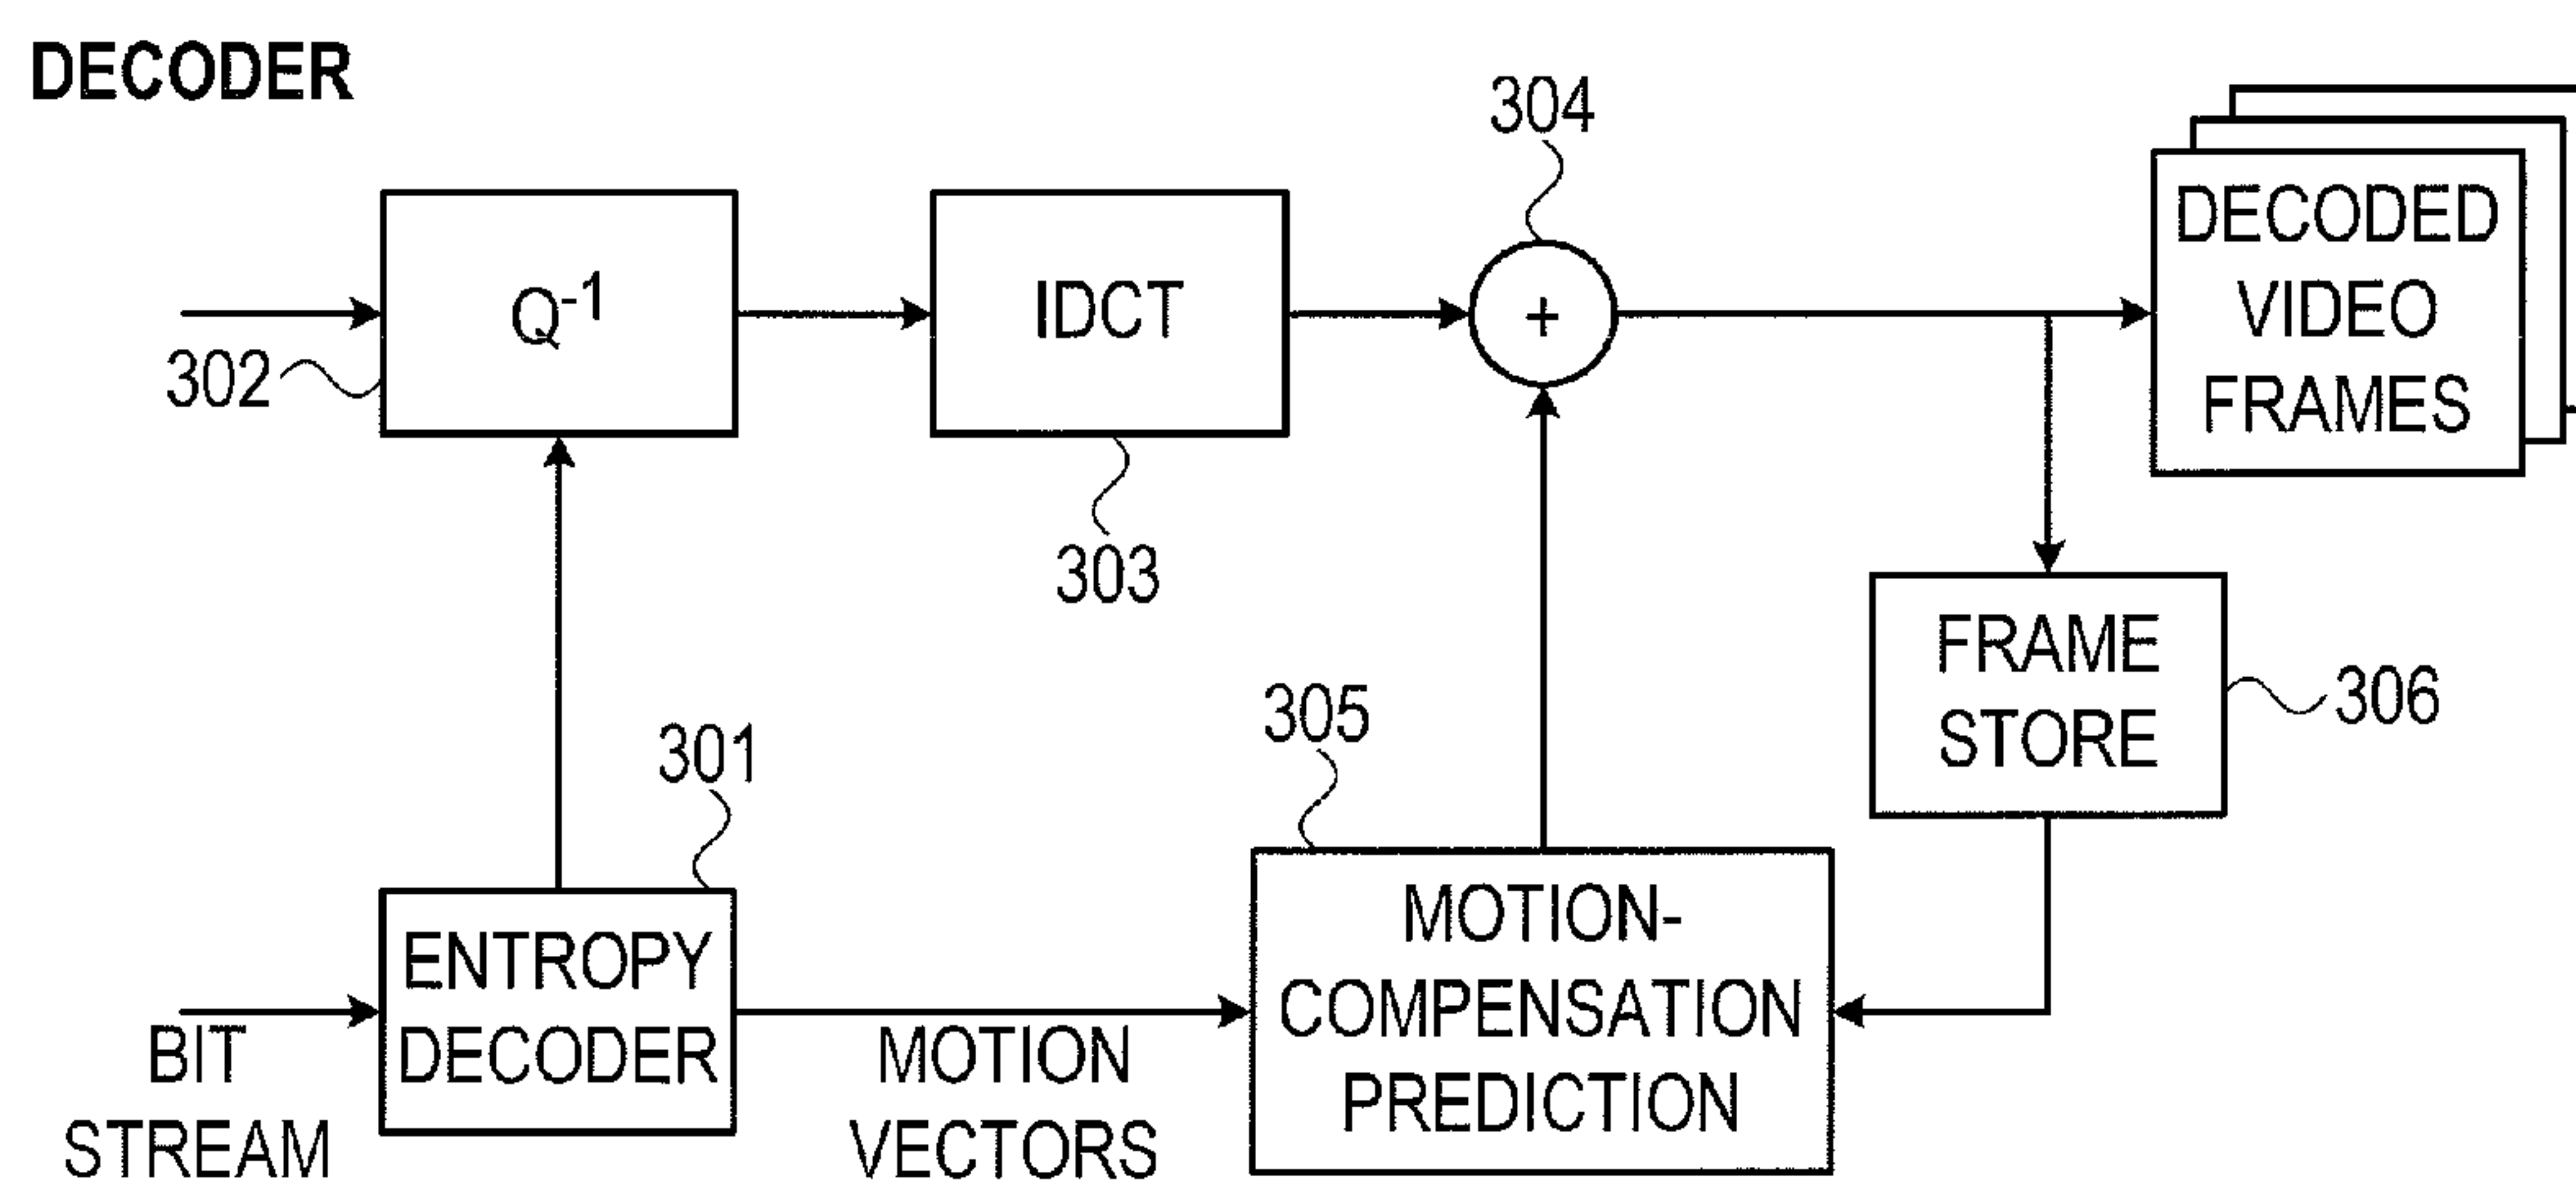 DECODER
304
DECODED
VIDEO
FRAMES
Q-1
IDCT
+
302
303
FRAME
STORE
306
305
301
MOTION-
COMPENSATION
PREDICTION
ENTROPY
DECODER
BIT
STREAM
MOTION
VECTORS